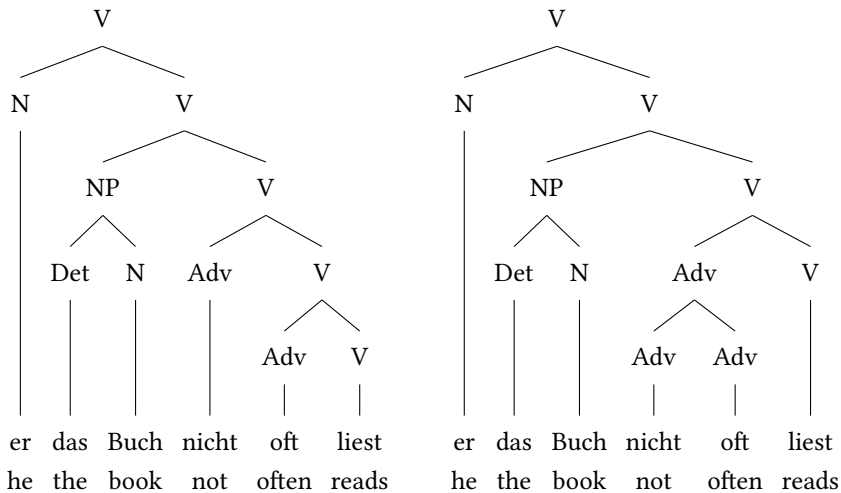 V V
N V N V
NP V NP V
Det N Adv V Det N Adv V
Adv V Adv Adv
er das Buch nicht oft liest er das Buch nicht oft liest
he the book not often reads he the book not often reads